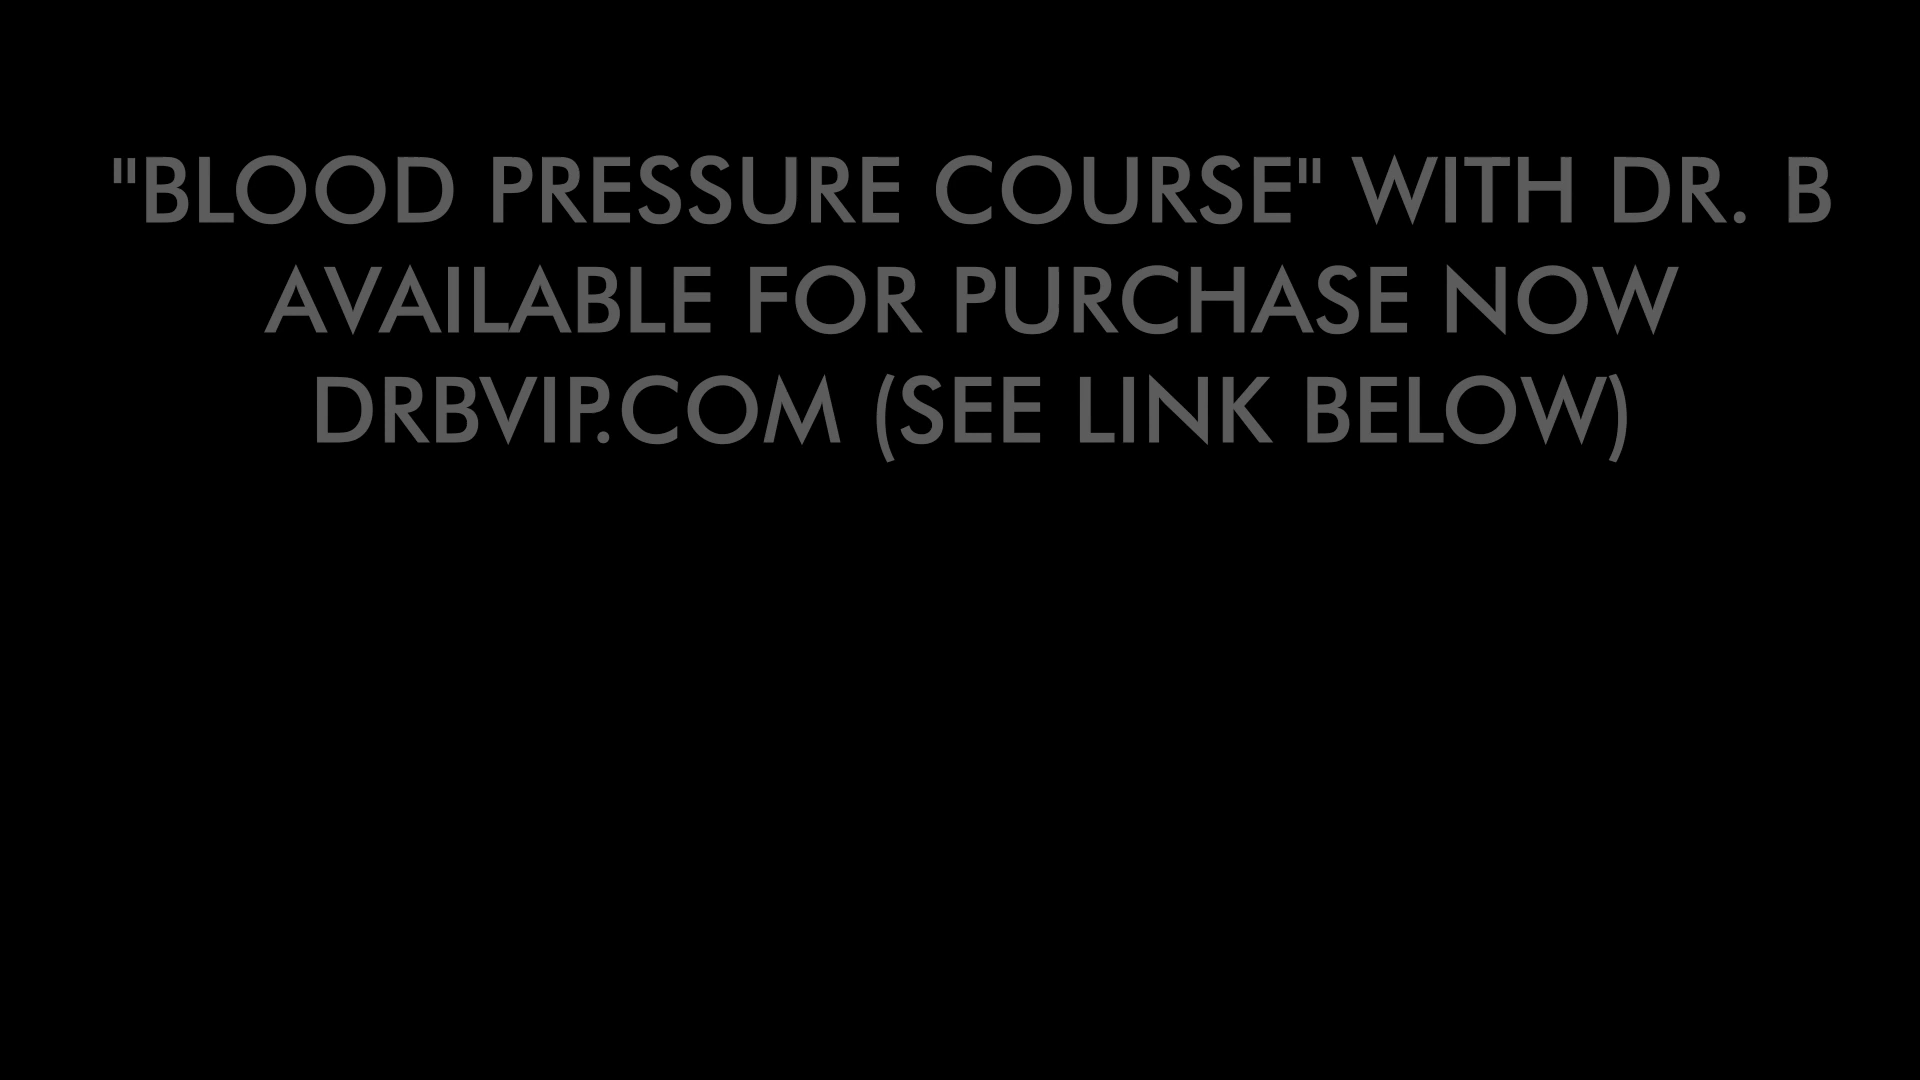 "BLOOD PRESSURE COURSE" WITH DR. B
AVAILABLE FOR PURCHASE NOW
DRBVIP.COM (SEE LINK BELOW)